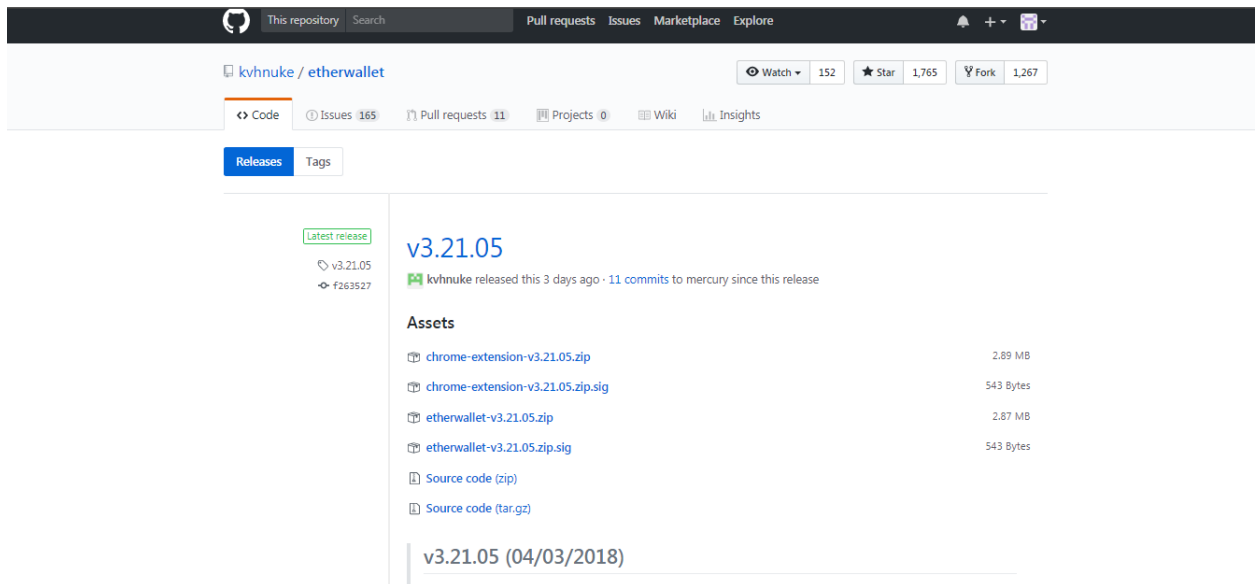 This repository Search Pull requests Issues Marketplace Explore
kvhnuke / etherwallet Watch 152 Star 1,765 Fork 1,267
Code Issues 165 Pull requests 11 Projects 0 Wiki Insights
Releases Tags
Latest release
v3.21.05
f263527
v3.21.05
kvhnuke released this 3 days ago · 11 commits to mercury since this release
Assets
chrome-extension-v3.21.05.zip 2.89 MB
chrome-extension-v3.21.05.zip.sig 543 Bytes
etherwallet-v3.21.05.zip 2.87 MB
etherwallet-v3.21.05.zip.sig 543 Bytes
Source code (zip)
Source code (tar.gz)
v3.21.05 (04/03/2018)